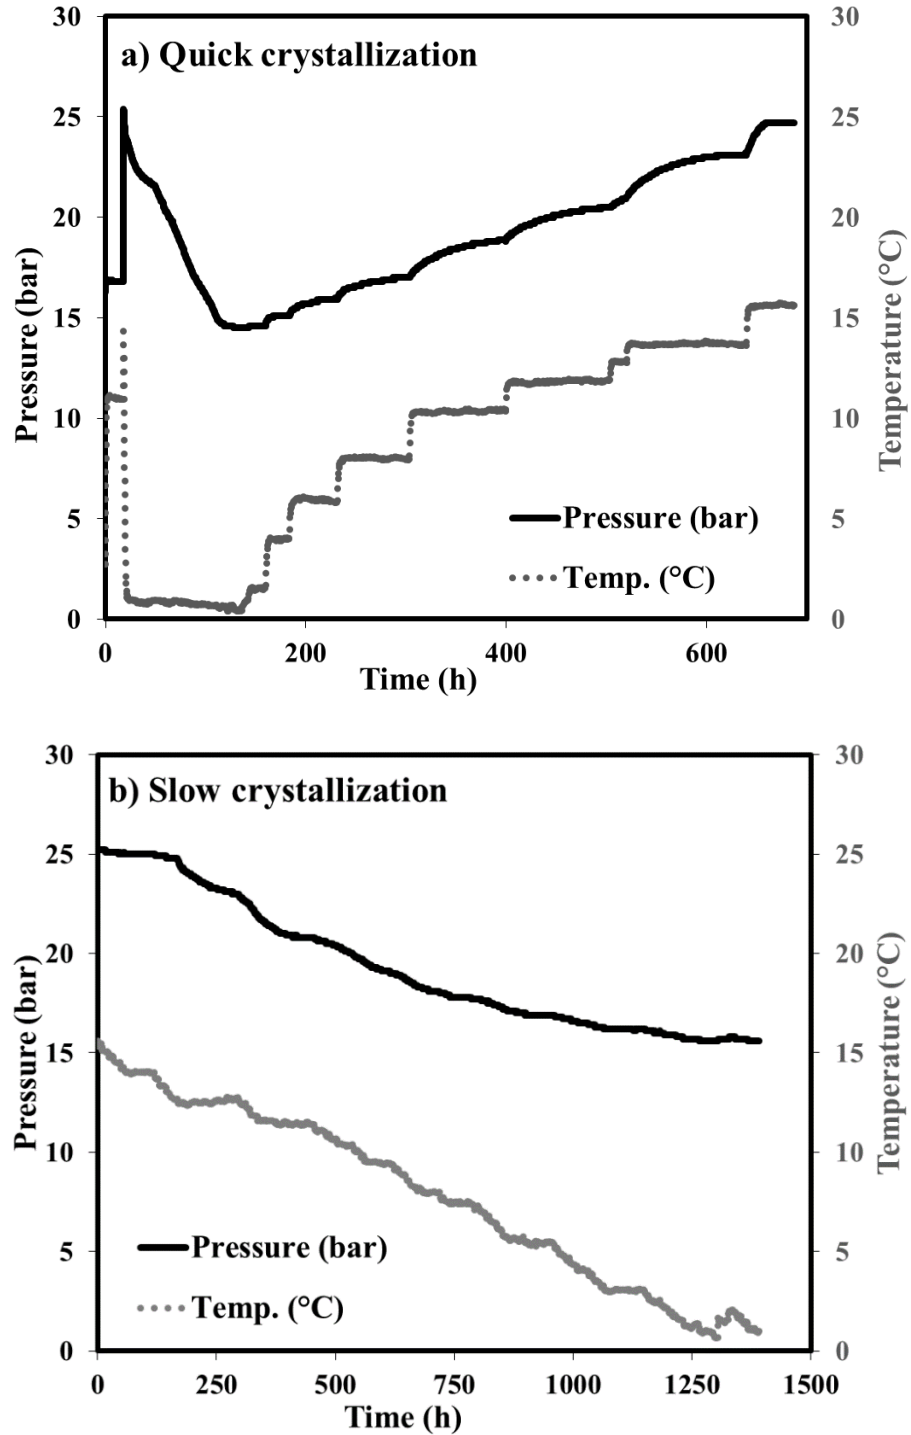 a) Quick crystallization
30
25
20
15
10
5
0
Pressure (bar)
30
25
20
15
10
5
0
Temperature (°C)
Pressure (bar)
Temp. (°C)
0 200 400 600
Time (h)
b) Slow crystallization
30
25
20
15
10
5
0
Pressure (bar)
30
25
20
15
10
5
0
Temperature (°C)
Pressure (bar)
Temp. (°C)
0 250 500 750 1000 1250 1500
Time (h)